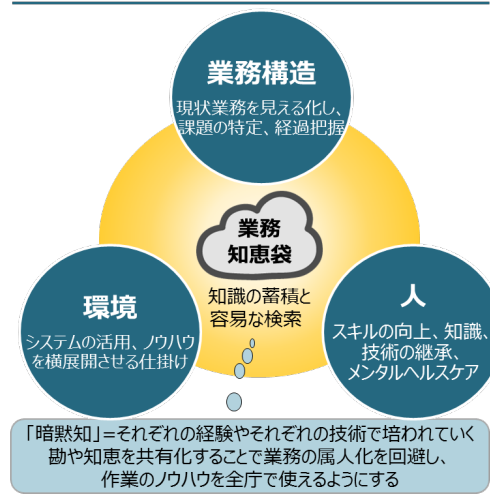 業務構造
現状業務を見える化し、
課題の特定、経過把握
業務
知恵袋
知識の蓄積と
容易な検索
環境
システムの活用、ノウハウ
を横展開させる仕掛け
人
スキルの向上、知識、
技術の継承、
メンタルヘルスケア
「暗黙知」=それぞれの経験やそれぞれの技術で培われていく
勘や知恵を共有化することで業務の属人化を回避し、
作業のノウハウを全庁で使えるようにする